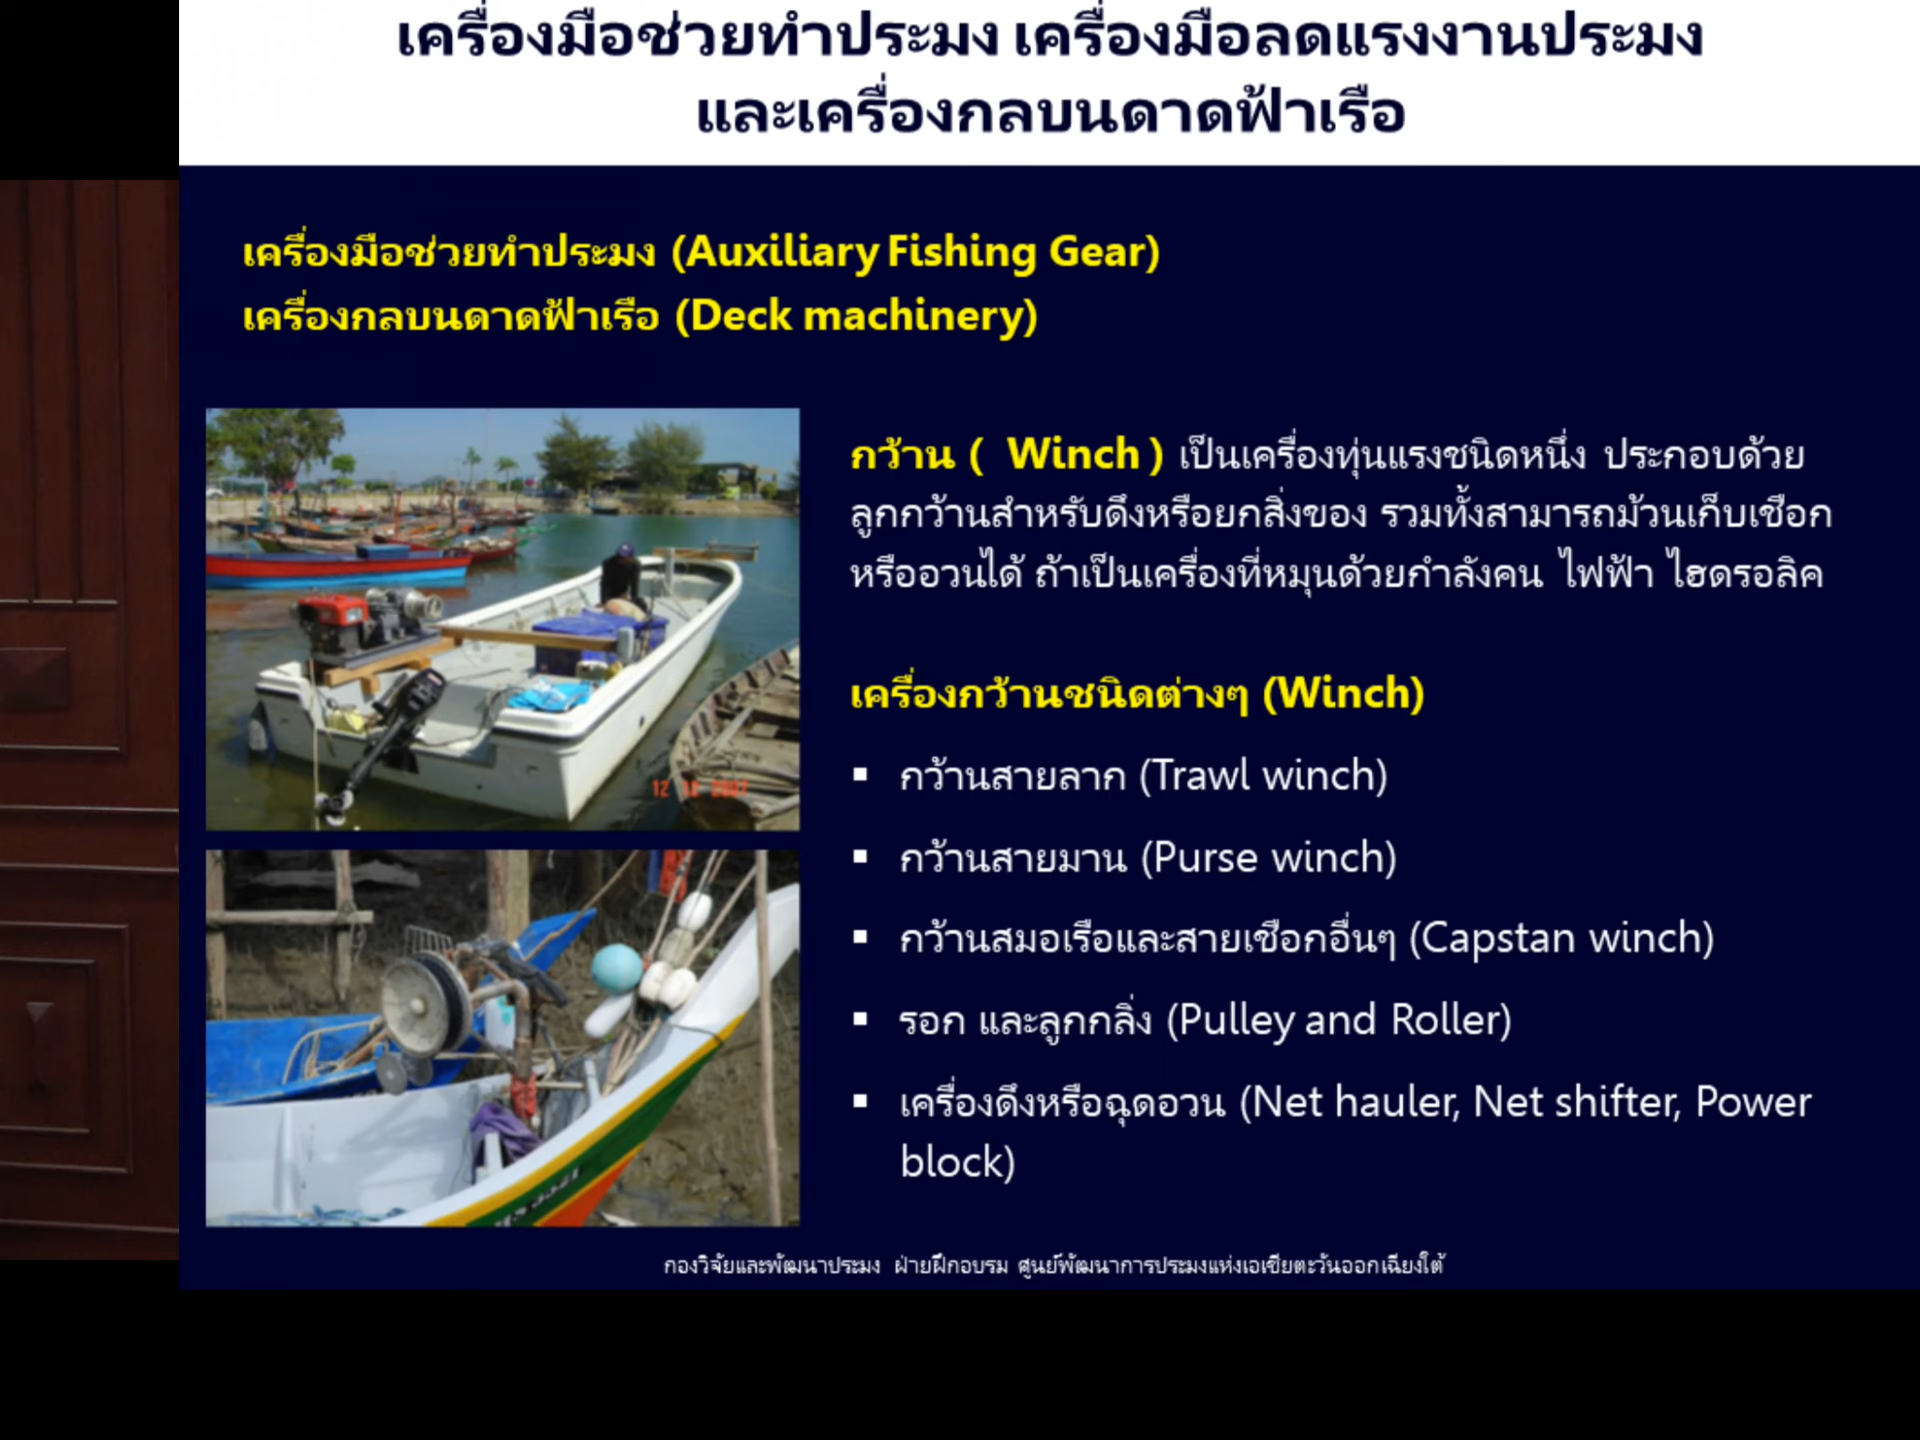 เครื่องมือช่วยทำประมง เครื่องมือลดแรงงานประมง
และเครื่องกลบนดาดฟ้าเรือ
เครื่องมือช่วยทำประมง (Auxiliary Fishing Gear)
เครื่องกลบนดาดฟ้าเรือ (Deck machinery)
กว้าน ( Winch ) เป็นเครื่องทุ่นแรงชนิดหนึ่ง ประกอบด้วย
ลูกกว้านสำหรับดึงหรือยกสิ่งของ รวมทั้งสามารถม้วนเก็บเชือก
หรืออวนได้ ถ้าเป็นเครื่องที่หมุนด้วยกำลังคน ไฟฟ้า ไฮดรอลิค
เครื่องกว้านชนิดต่างๆ (Winch)
▪ กว้านสายลาก (Trawl winch)
▪ กว้านสายมาน (Purse winch)
▪ กว้านสมอเรือและสายเชือกอื่นๆ (Capstan winch)
▪ รอก และลูกกลิ่ง (Pulley and Roller)
▪ เครื่องดึงหรือฉุดอวน (Net hauler, Net shifter, Power
block)
12 12 2007
กองวิจัยและพัฒนาประมง ฝ่ายฝึกอบรม ศูนย์พัฒนาการประมงแห่งเอเชียตะวันออกเฉียงใต้